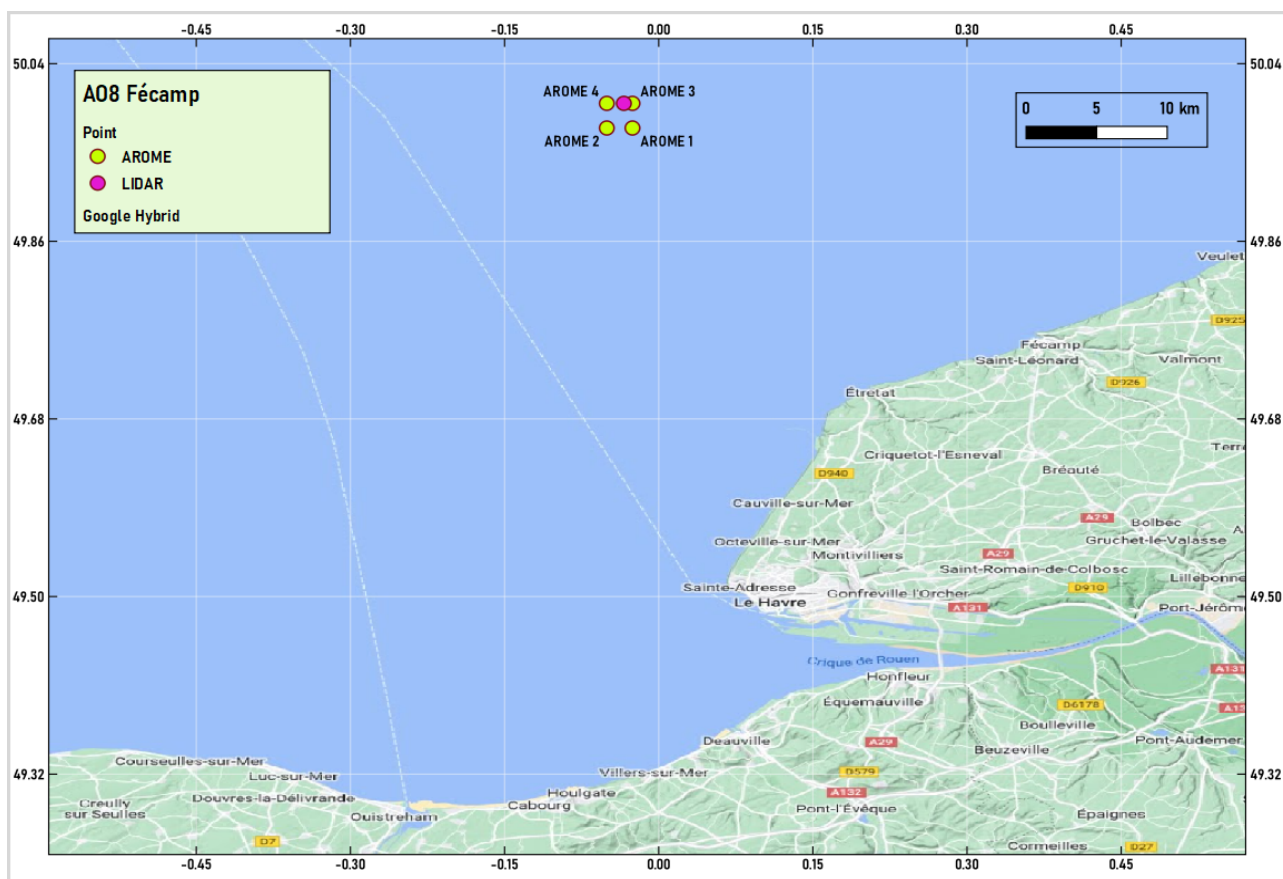 -0.45 -0.30 -0.15 0.00 0.15 0.30 0.45
50.04 50.04
A08 Fécamp
Point
AROME
LIDAR
Google Hybrid
AROME 4 AROME 3
AROME 2 AROME 1
0 5 10 km
49.86 49.86
Veulet
D925
Fécamp
Saint-Léonard
Valmont
D926
Étretat
49.68 49.68
Criquetot-l'Esneval
Terre
Bréauté
D940
Cauville-sur-Mer
A29
Bolbec
A
Octeville-sur-Mer
Gruchet-le-Valasse
Montivilliers
A29
Saint-Romain-de-Colbosc
Lillebonne
Sainte-Adresse
D910
Gonfreville-l'Orcher
49.50 49.50
Le Havre
A131
Port-Jérôme
Crique de Rouen
A131
Honfleur
Équemauville
D6178
A13
Boulleville
Deauville
A29
Beuzeville
Pont-Audemer
49.32 49.32
Courseulles-sur-Mer
Luc-sur-Mer
Villers-sur-Mer
D579
Creully
sur Seulles
Douvres-la-Délivrande
Houlgate
A132
Cabourg
Pont-l'Évêque
Ouistreham
Épaignes
D7
Cormeilles
D27
-0.45 -0.30 -0.15 0.00 0.15 0.30 0.45